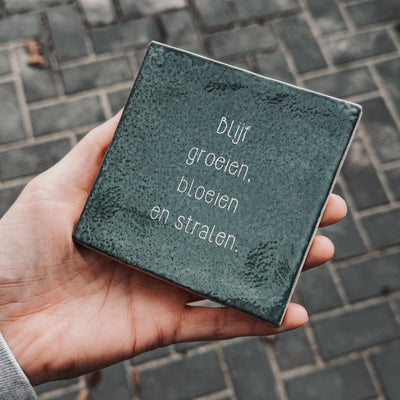 Blijf
groeien,
bloeien
en stralen.